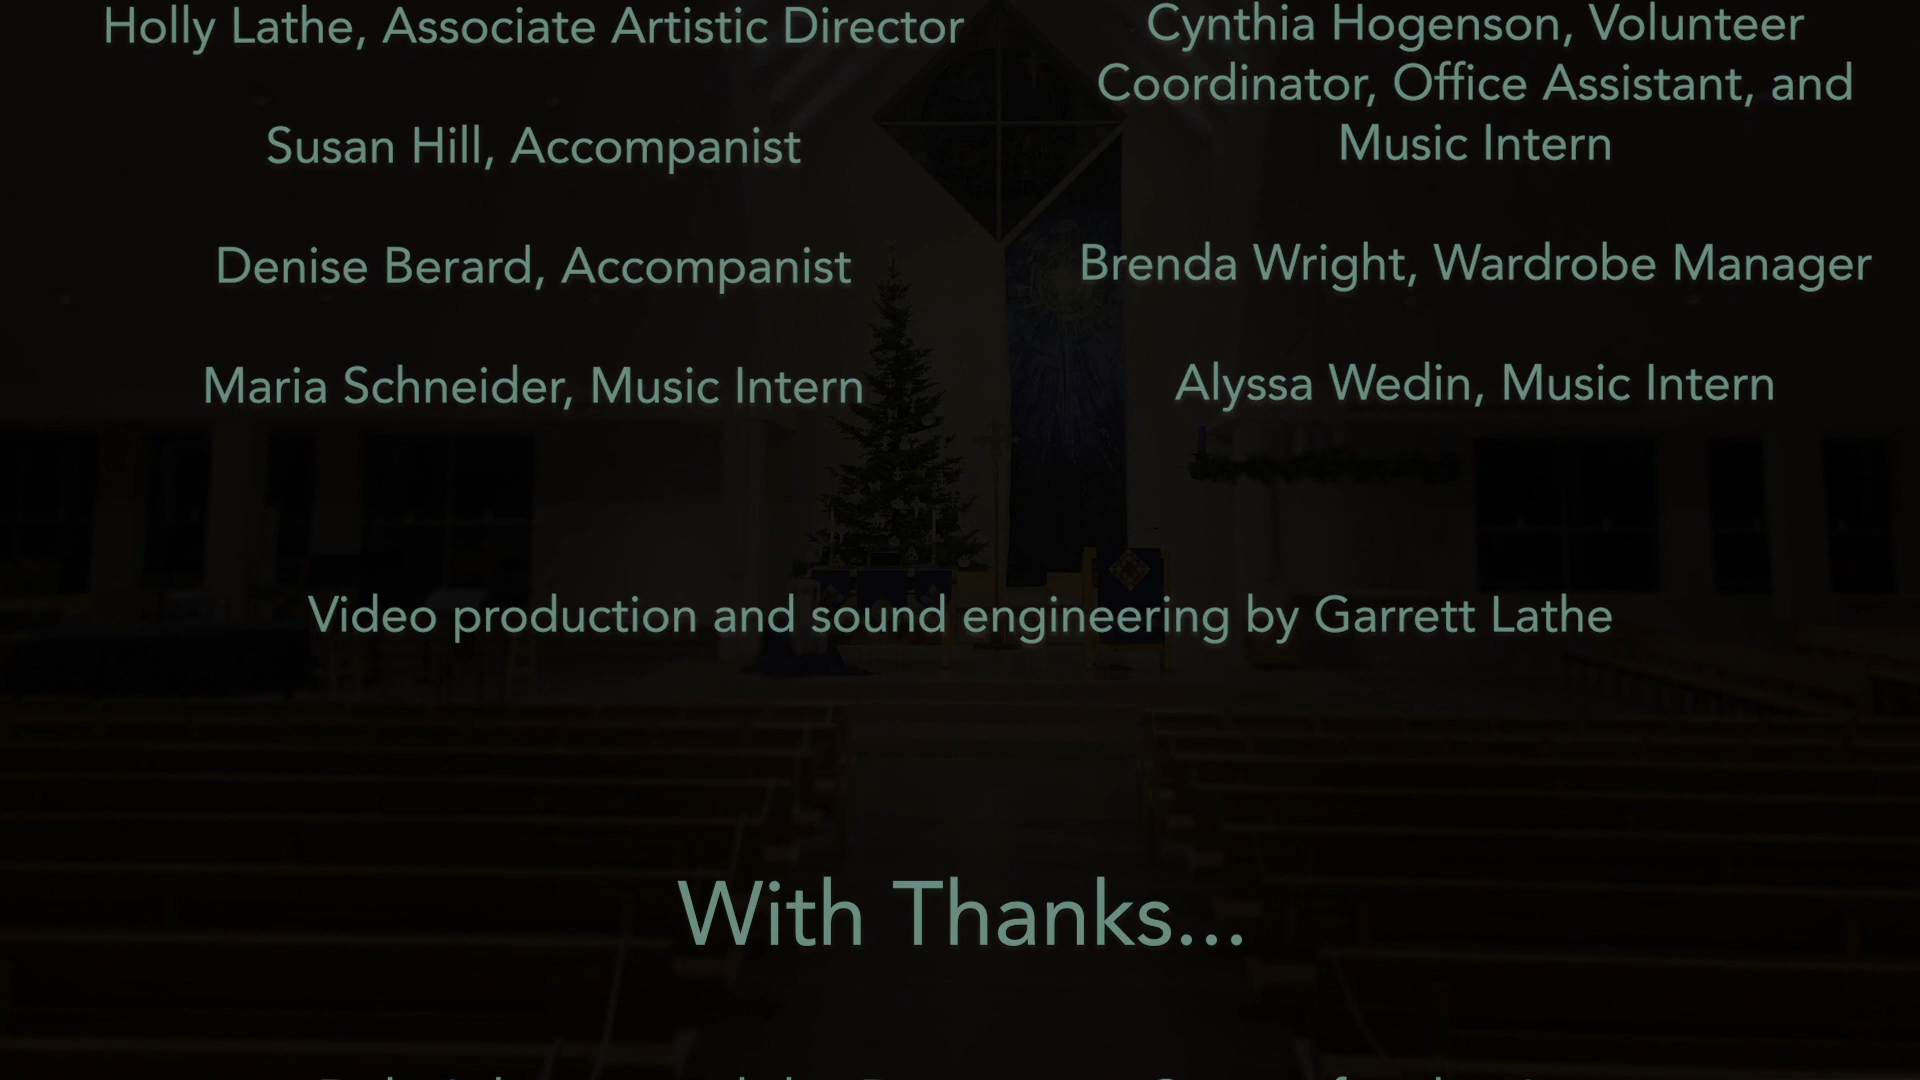 Holly Lathe, Associate Artistic Director
Susan Hill, Accompanist
Denise Berard, Accompanist
Maria Schneider, Music Intern
Cynthia Hogenson, Volunteer
Coordinator, Office Assistant, and
Music Intern
Brenda Wright, Wardrobe Manager
Alyssa Wedin, Music Intern
Video production and sound engineering by Garrett Lathe
With Thanks...